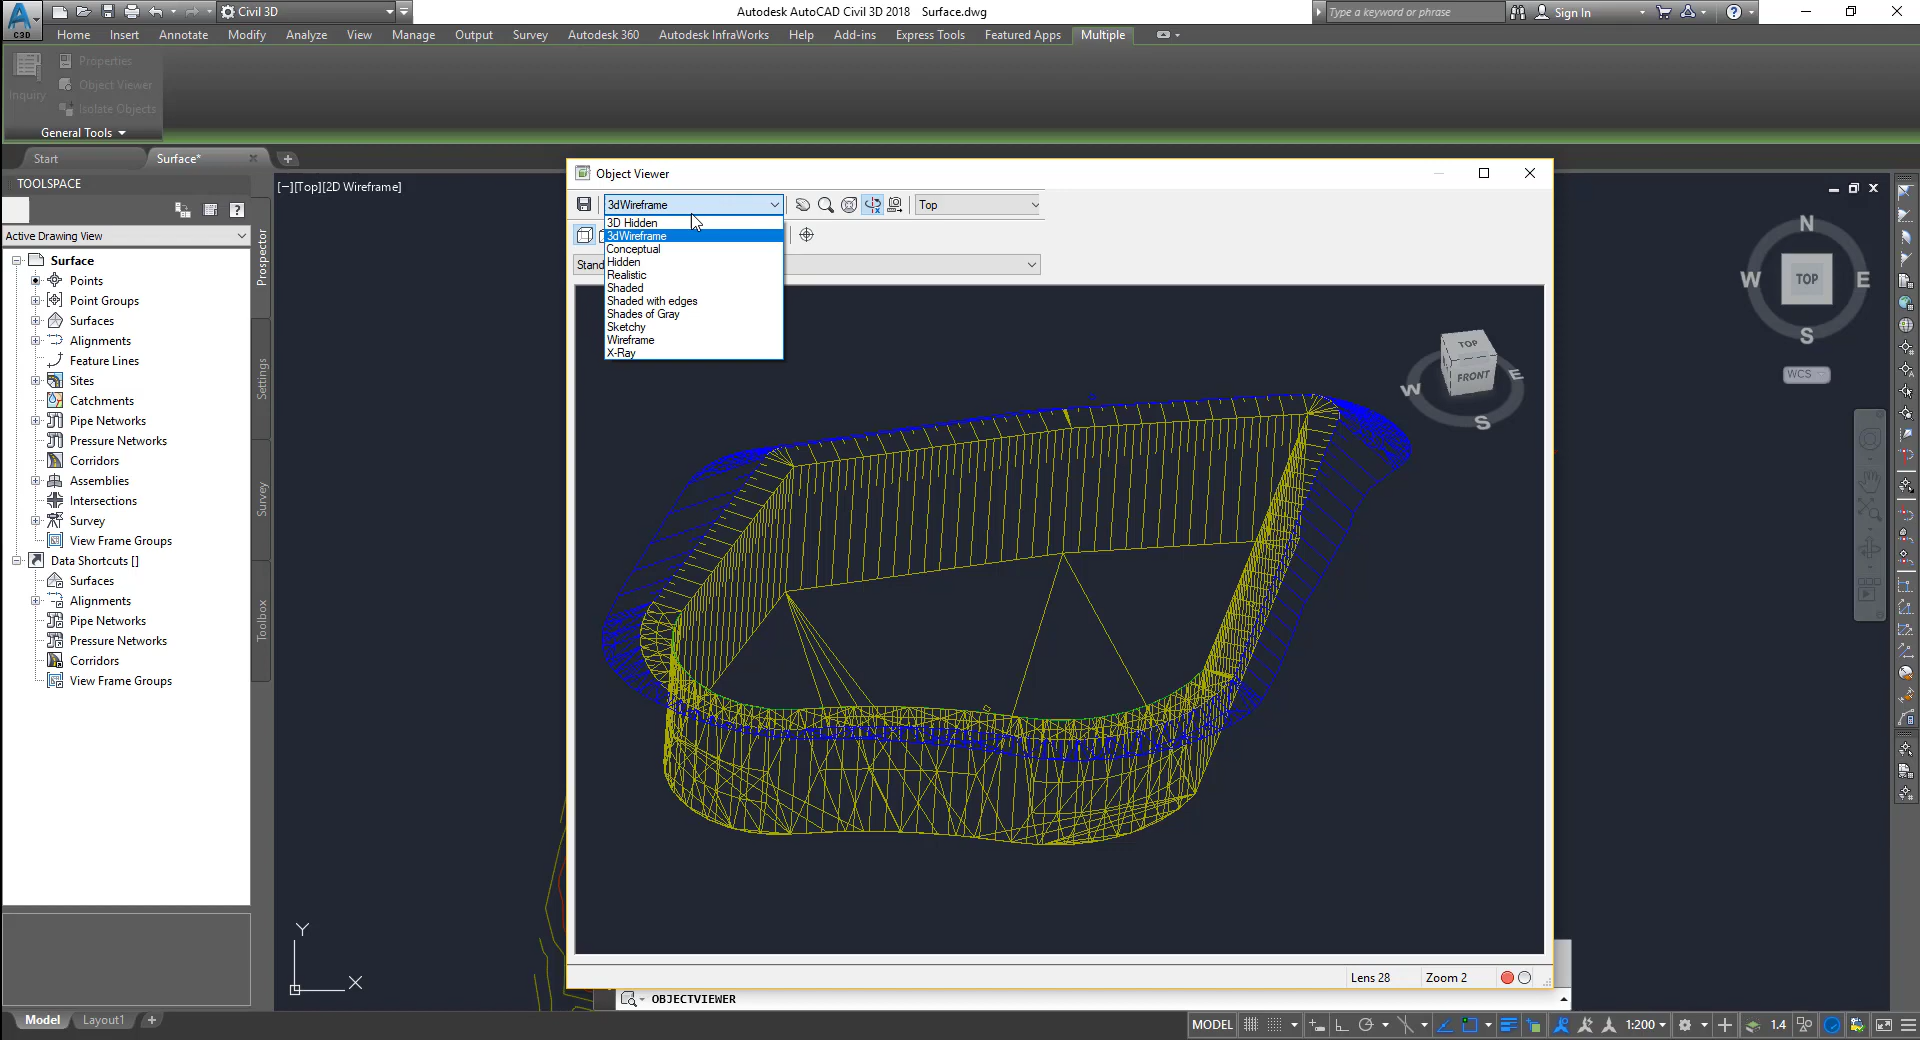 Civil 3D
Autodesk AutoCAD Civil 3D 2018 Surface.dwg
Type a keyword or phrase
Sign In
?
C3D
Home Insert Annotate Modify Analyze View Manage Output Survey Autodesk 360 Autodesk InfraWorks Help Add-ins Express Tools Featured Apps Multiple
Inquiry
Properties
Object Viewer
Isolate Objects
General Tools
Start
Surface*
TOOLSPACE
?
Active Drawing View
Surface
Points
Point Groups
Surfaces
Alignments
Feature Lines
Sites
Catchments
Pipe Networks
Pressure Networks
Corridors
Assemblies
Intersections
Survey
View Frame Groups
Data Shortcuts []
Surfaces
Alignments
Pipe Networks
Pressure Networks
Corridors
View Frame Groups
Prospector
Settings
Survey
Toolbox
[−][Top][2D Wireframe]
Object Viewer
3dWireframe
Top
3D Hidden
3dWireframe
Conceptual
Hidden
Realistic
Shaded
Shaded with edges
Shades of Gray
Sketchy
Wireframe
X-Ray
Stand
TOP
FRONT
W
E
S
N
W
TOP
E
S
WCS
Y
X
Lens 28
Zoom 2
OBJECTVIEWER
Model
Layout1
+
MODEL
1:200
1.4